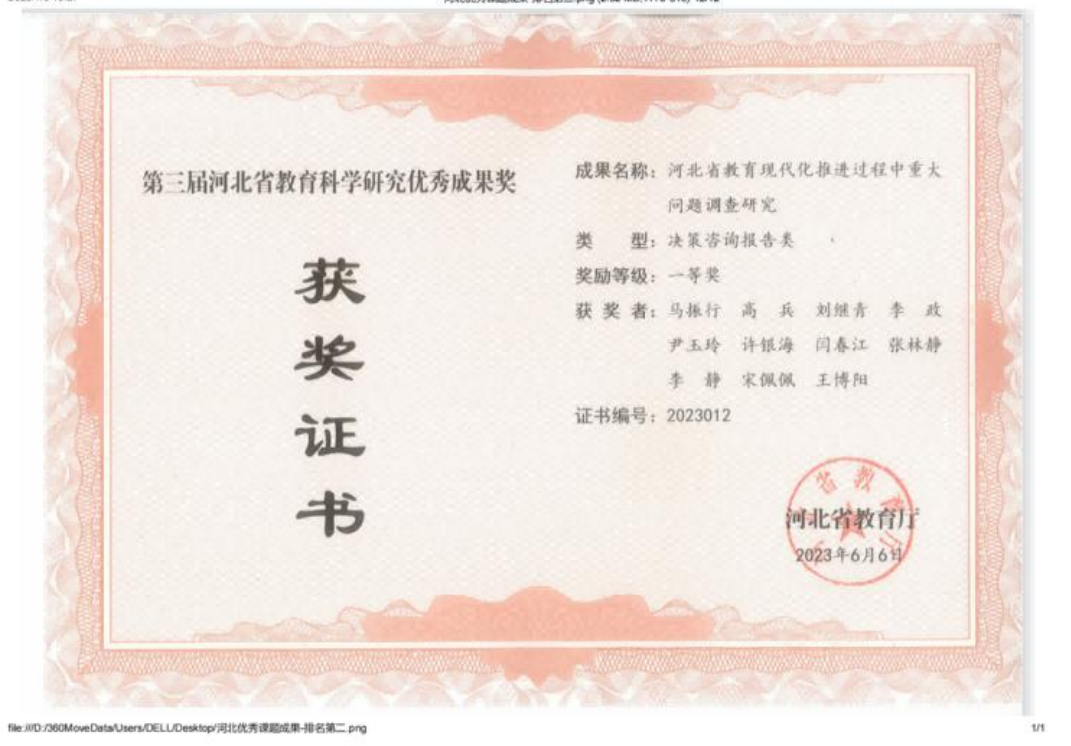 第三届河北省教育科学研究优秀成果奖
获
奖
证
书
成果名称：河北省教育现代化推进过程中重大
问题调查研究
类　型：决策咨询报告类
奖励等级：一等奖
获 奖 者：马振行　高　兵　刘继青　李　政
尹玉玲　许银海　闫春江　张林静
李　静　宋佩佩　王博阳
证书编号：2023012
河北省教育厅
2023年6月6日
file:///D:/360MoveData/Users/DELL/Desktop/河北优秀课题成果-排名第二.png
1/1